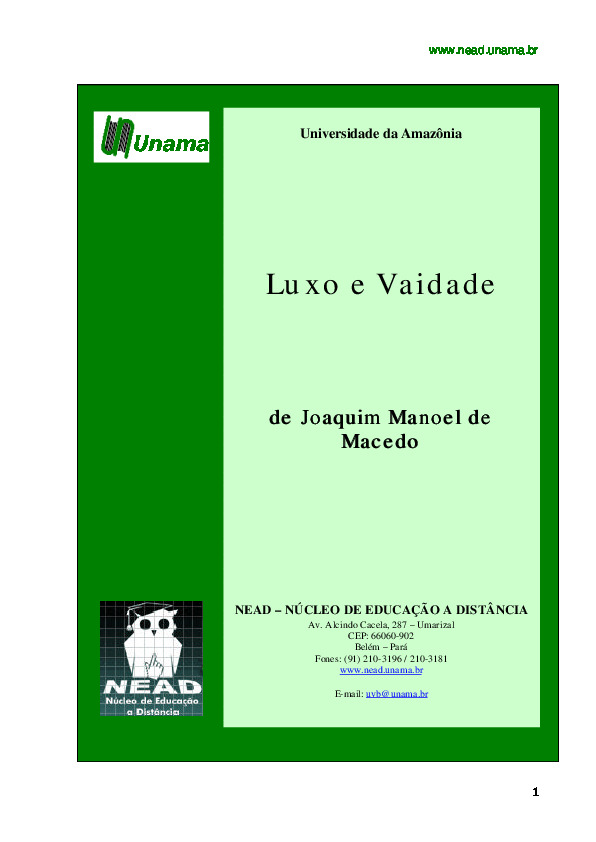 www.nead.unama.br
Unama
Universidade da Amazônia
Luxo e Vaidade
de Joaquim Manoel de
Macedo
NEAD – NÚCLEO DE EDUCAÇÃO A DISTÂNCIA
Av. Alcindo Cacela, 287 – Umarizal
CEP: 66060-902
Belém – Pará
Fones: (91) 210-3196 / 210-3181
www.nead.unama.br
E-mail: uvb@unama.br
NEAD
Núcleo de Educação
a Distância
1